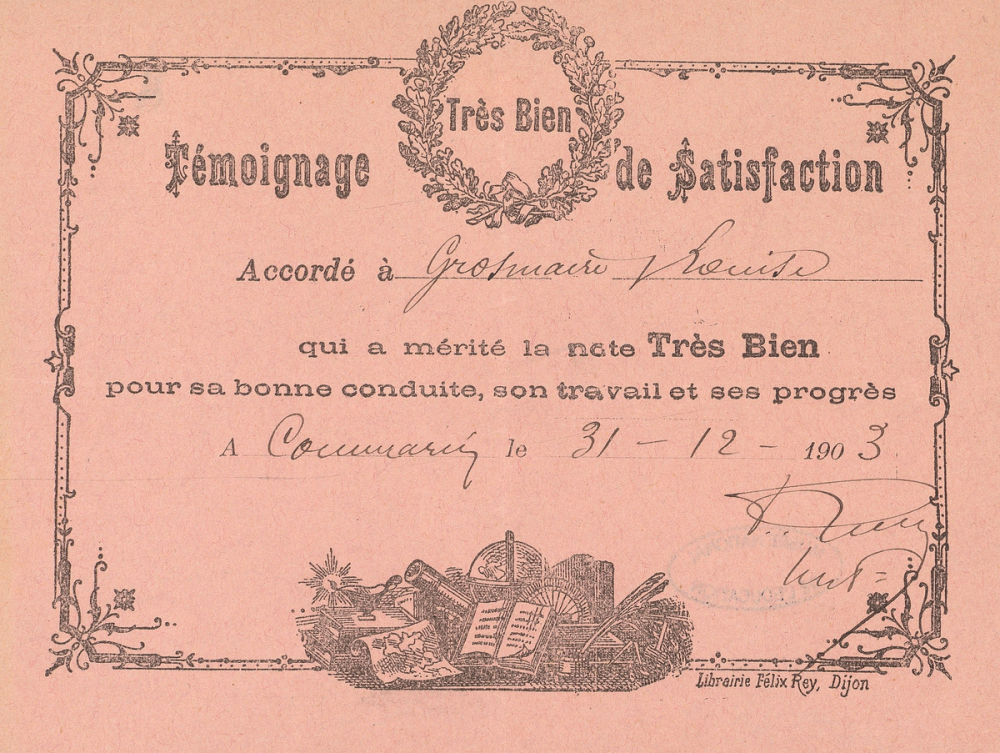 Très Bien
Témoignage de Satisfaction
Accordé à Grosmaire Louise
qui a mérité la note Très Bien
pour sa bonne conduite, son travail et ses progrès
A Commarin le 31 - 12 - 1903
Librairie Félix Rey, Dijon